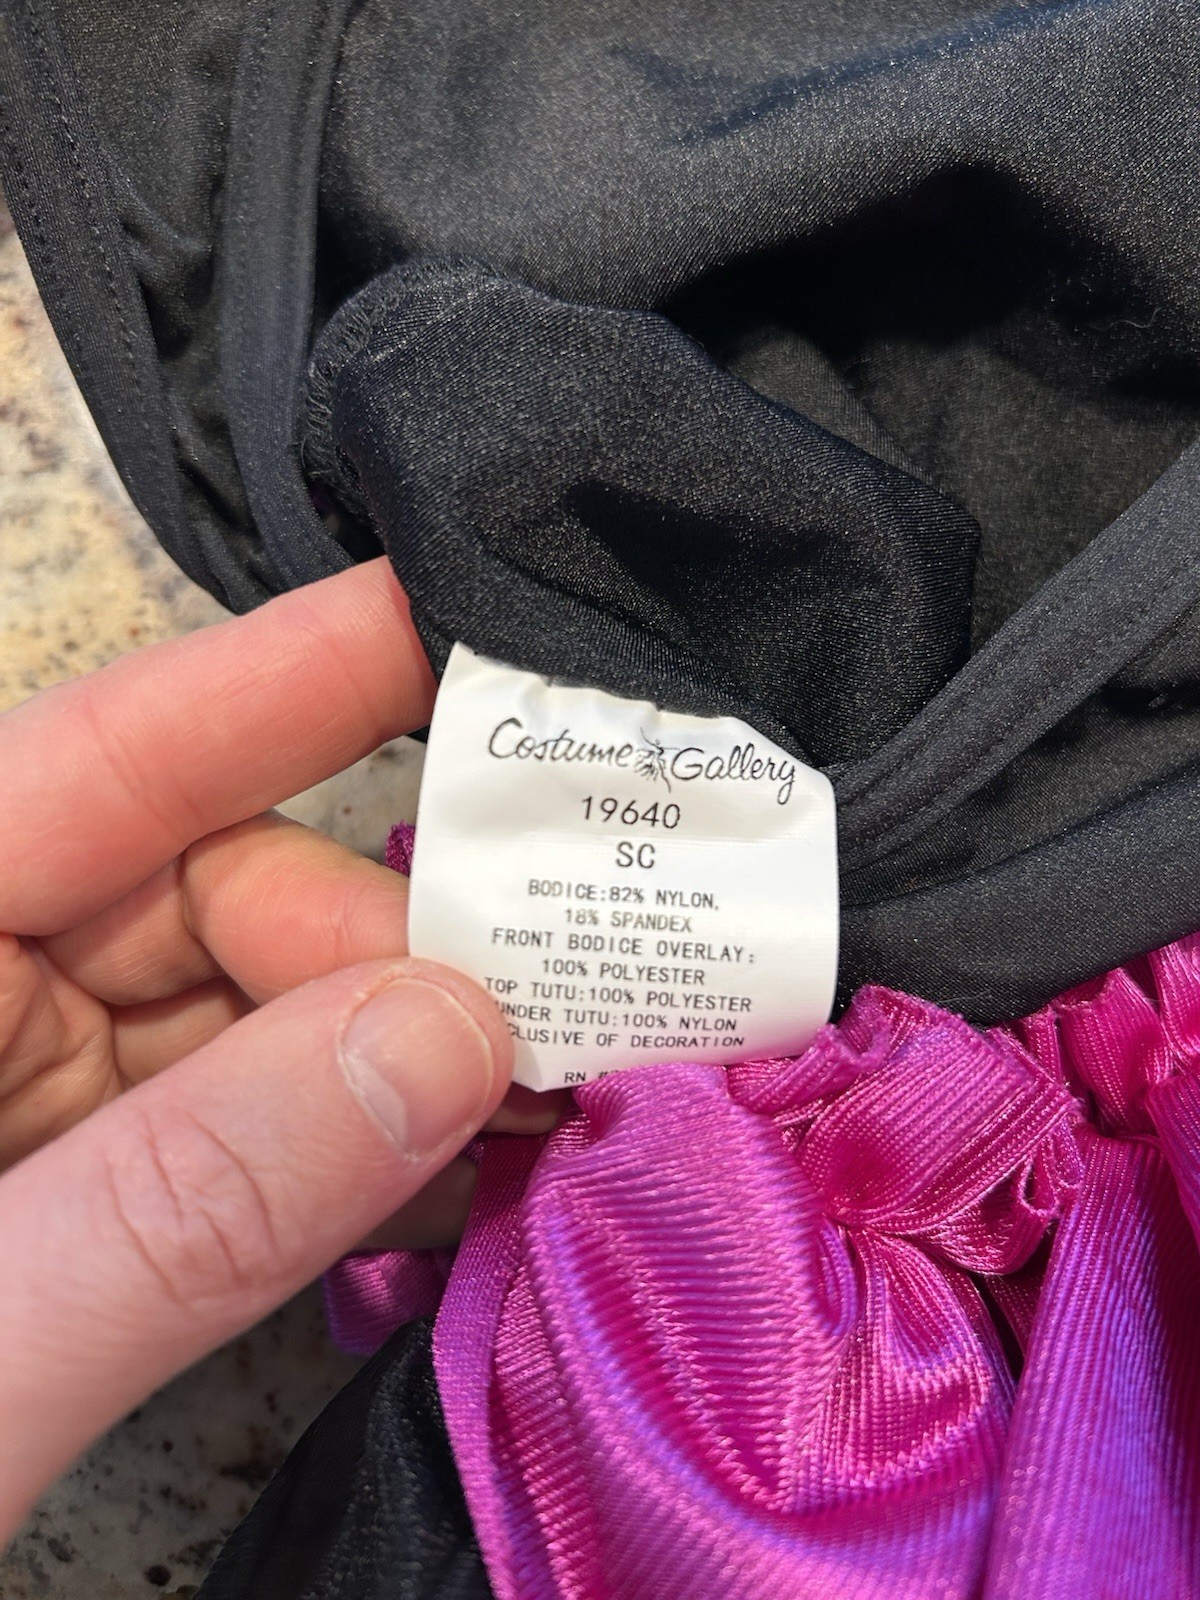 Costume Gallery
19640
SC
BODICE:82% NYLON,
18% SPANDEX
FRONT BODICE OVERLAY:
100% POLYESTER
TOP TUTU:100% POLYESTER
UNDER TUTU:100% NYLON
OF DECORATION
RN